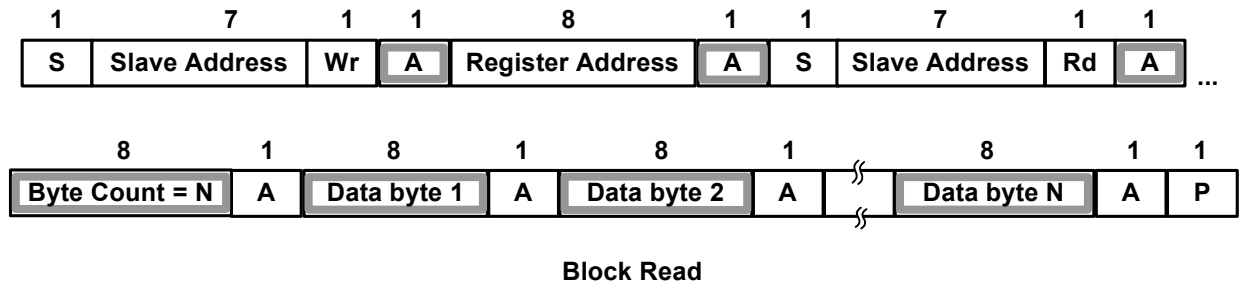 1 7 1 1 8 1 1 7 1 1
S Slave Address Wr A Register Address A S Slave Address Rd A ...
8 1 8 1 8 1 8 1 1
Byte Count = N A Data byte 1 A Data byte 2 A Data byte N A P
Block Read